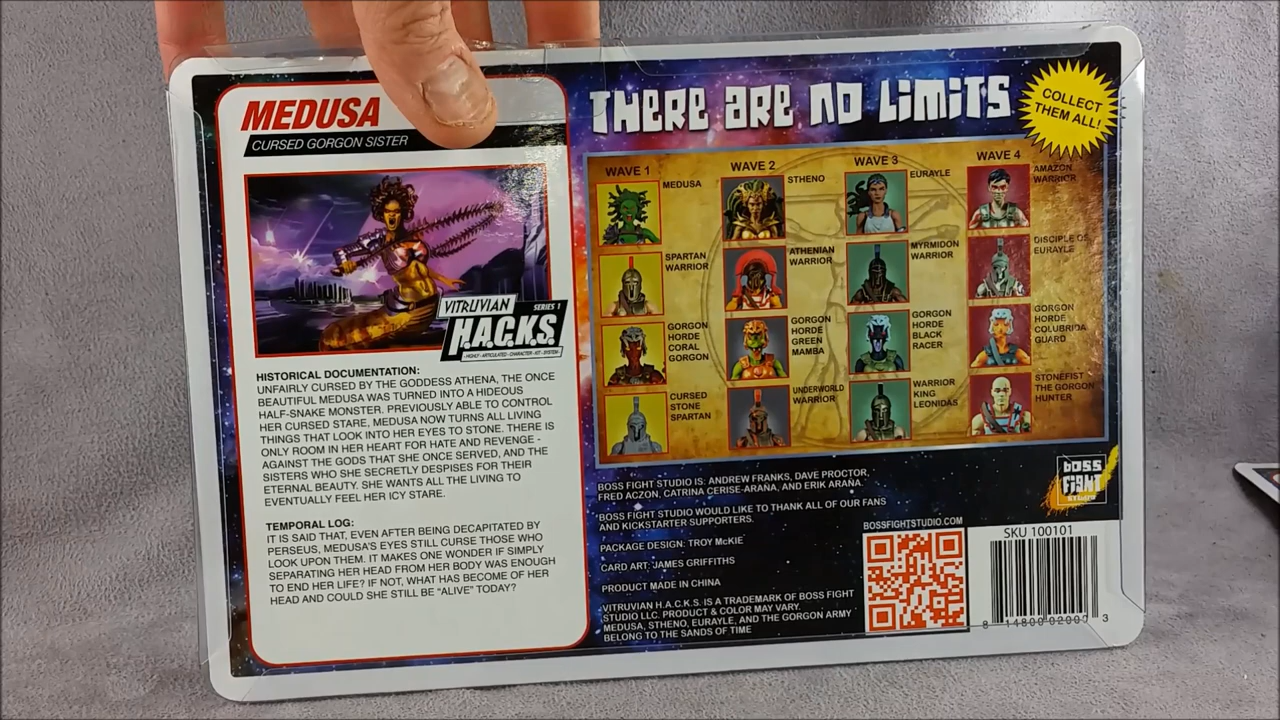 MEDUSA
CURSED GORGON SISTER
VITRUVIAN
SERIES 1
H.A.C.K.S.
-HIGHLY-ARTICULATED-CHARACTER-KIT-SYSTEM-
HISTORICAL DOCUMENTATION:
UNFAIRLY CURSED BY THE GODDESS ATHENA, THE ONCE
BEAUTIFUL MEDUSA WAS TURNED INTO A HIDEOUS
HALF-SNAKE MONSTER. PREVIOUSLY ABLE TO CONTROL
HER CURSED STARE, MEDUSA NOW TURNS ALL LIVING
THINGS THAT LOOK INTO HER EYES TO STONE. THERE IS
ONLY ROOM IN HER HEART FOR HATE AND REVENGE -
AGAINST THE GODS THAT SHE ONCE SERVED, AND THE
SISTERS WHO SHE SECRETLY DESPISES FOR THEIR
ETERNAL BEAUTY. SHE WANTS ALL THE LIVING TO
EVENTUALLY FEEL HER ICY STARE.
TEMPORAL LOG:
IT IS SAID THAT, EVEN AFTER BEING DECAPITATED BY
PERSEUS, MEDUSA'S EYES STILL CURSE THOSE WHO
LOOK UPON THEM. IT MAKES ONE WONDER IF SIMPLY
SEPARATING HER HEAD FROM HER BODY WAS ENOUGH
TO END HER LIFE? IF NOT, WHAT HAS BECOME OF HER
HEAD AND COULD SHE STILL BE "ALIVE" TODAY?
THERE ARE NO LIMITS
COLLECT
THEM ALL!
WAVE 1
MEDUSA
SPARTAN
WARRIOR
GORGON
HORDE
CORAL
GORGON
CURSED
STONE
SPARTAN
WAVE 2
STHENO
ATHENIAN
WARRIOR
GORGON
HORDE
GREEN
MAMBA
UNDERWORLD
WARRIOR
WAVE 3
EURAYLE
MYRMIDON
WARRIOR
GORGON
HORDE
BLACK
RACER
WARRIOR
KING
LEONIDAS
WAVE 4
AMAZON
WARRIOR
DISCIPLE OF
EURAYLE
GORGON
HORDE
COLUBRIDA
GUARD
STONEFIST
THE GORGON
HUNTER
BOSS FIGHT STUDIO IS: ANDREW FRANKS, DAVE PROCTOR,
FRED ACZON, CATRINA CERISE-ARAÑA, AND ERIK ARAÑA.
BOSS FIGHT STUDIO WOULD LIKE TO THANK ALL OF OUR FANS
AND KICKSTARTER SUPPORTERS.
PACKAGE DESIGN: TROY McKIE
CARD ART: JAMES GRIFFITHS
PRODUCT MADE IN CHINA
VITRUVIAN H.A.C.K.S. IS A TRADEMARK OF BOSS FIGHT
STUDIO LLC. PRODUCT & COLOR MAY VARY.
MEDUSA, STHENO, EURAYLE, AND THE GORGON ARMY
BELONG TO THE SANDS OF TIME
BOSS
FIGHT
STUDIO
BOSSFIGHTSTUDIO.COM
SKU 100101